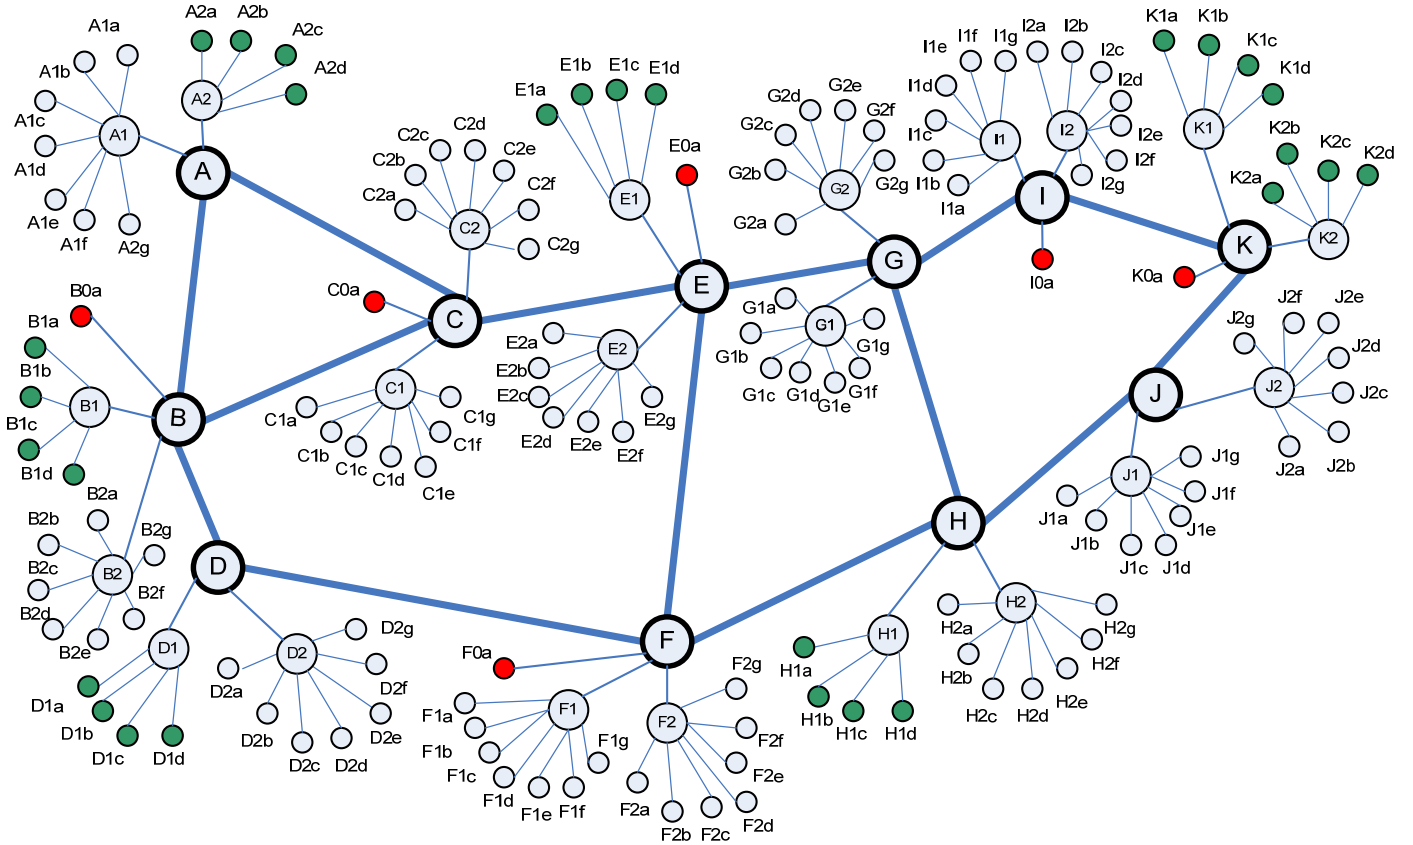 A1a
A1b
A1c
A1d
A1e
A1f
A2g
A1
A2a
A2b
A2c
A2d
A2
A
B0a
B1a
B1b
B1c
B1d
B1
B
B2a
B2b
B2c
B2d
B2e
B2f
B2g
B2
C2a
C2b
C2c
C2d
C2e
C2f
C2g
C2
C0a
C
C1
C1a
C1b
C1c
C1d
C1e
C1f
C1g
D
D1
D1a
D1b
D1c
D1d
D2
D2a
D2b
D2c
D2d
D2e
D2f
D2g
E1a
E1b
E1c
E1d
E1
E0a
E
E2
E2a
E2b
E2c
E2d
E2e
E2f
E2g
F
F0a
F1
F1a
F1b
F1c
F1d
F1e
F1f
F1g
F2
F2a
F2b
F2c
F2d
F2e
F2f
F2g
G2a
G2b
G2c
G2d
G2e
G2f
G2g
G2
G
G1
G1a
G1b
G1c
G1d
G1e
G1f
G1g
H
H1
H1a
H1b
H1c
H1d
H2
H2a
H2b
H2c
H2d
H2e
H2f
H2g
I1a
I1b
I1c
I1d
I1e
I1f
I1g
I1
I2a
I2b
I2c
I2d
I2e
I2f
I2g
I2
I
I0a
J
J1
J1a
J1b
J1c
J1d
J1e
J1f
J1g
J2
J2a
J2b
J2c
J2d
J2e
J2f
J2g
K1a
K1b
K1c
K1d
K1
K2a
K2b
K2c
K2d
K2
K
K0a